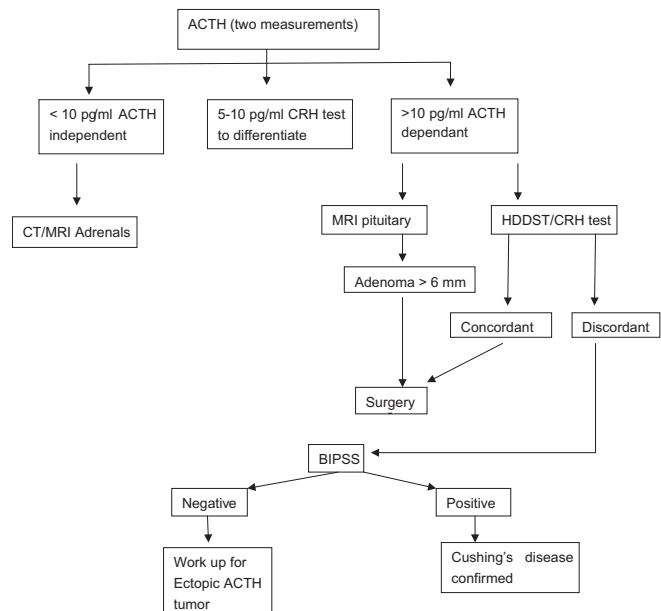 ACTH (two measurements)
< 10 pg/ml ACTH
independent
5-10 pg/ml CRH test
to differentiate
>10 pg/ml ACTH
dependant
CT/MRI Adrenals
MRI pituitary
HDDST/CRH test
Adenoma > 6 mm
Concordant
Discordant
Surgery
BIPSS
Negative
Positive
Work up for
Ectopic ACTH
tumor
Cushing's disease
confirmed